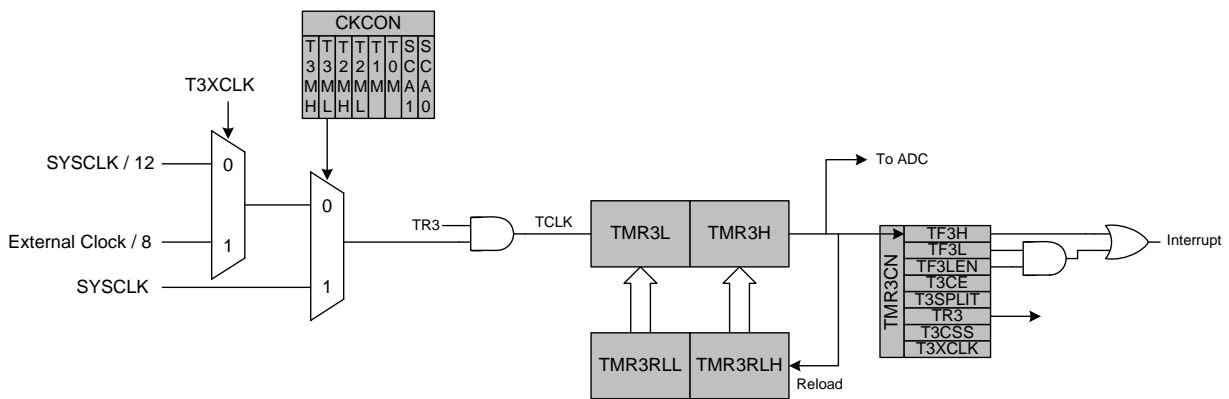 CKCON
T3MH T3ML T2MH T2ML T1M T0M SCA1 SCA0
T3XCLK
SYSCLK / 12
0
External Clock / 8
1
SYSCLK
0
1
TR3
TCLK
TMR3L
TMR3H
To ADC
TMR3RLL
TMR3RLH
Reload
TMR3CN
TF3H
TF3L
TF3LEN
T3CE
T3SPLIT
TR3
T3CSS
T3XCLK
Interrupt